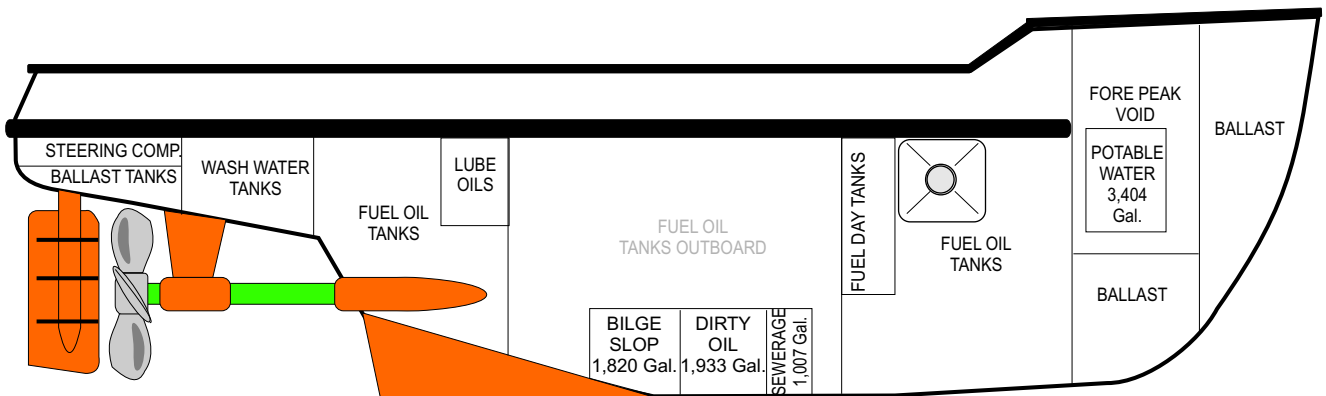 STEERING COMP.
BALLAST TANKS
WASH WATER
TANKS
FUEL OIL
TANKS
LUBE
OILS
FUEL OIL
TANKS OUTBOARD
BILGE
SLOP
1,820 Gal.
DIRTY
OIL
1,933 Gal.
SEWERAGE
1,007 Gal.
FUEL DAY TANKS
FUEL OIL
TANKS
FORE PEAK
VOID
POTABLE
WATER
3,404
Gal.
BALLAST
BALLAST